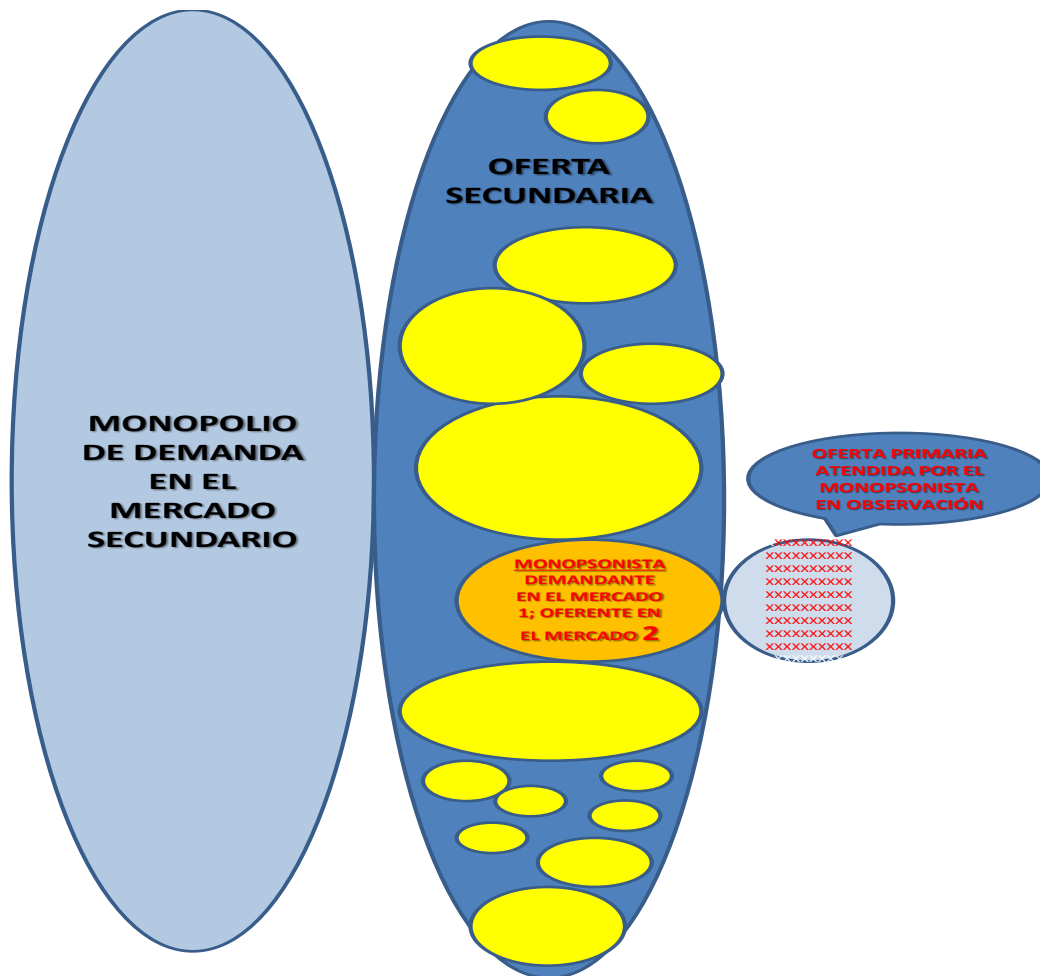 OFERTA
SECUNDARIA
MONOPOLIO
DE DEMANDA
EN EL
MERCADO
SECUNDARIO
OFERTA PRIMARIA
ATENDIDA POR EL
MONOPSONISTA
EN OBSERVACIÓN
MONOPSONISTA
DEMANDANTE
EN EL MERCADO
1; OFERENTE EN
EL MERCADO 2
xxxxxxxxx
xxxxxxxxxx
xxxxxxxxxx
xxxxxxxxxx
xxxxxxxxxx
xxxxxxxxxx
xxxxxxxxxx
xxxxxxxxxx
xxxxxxxxxx
xxxxxxxx